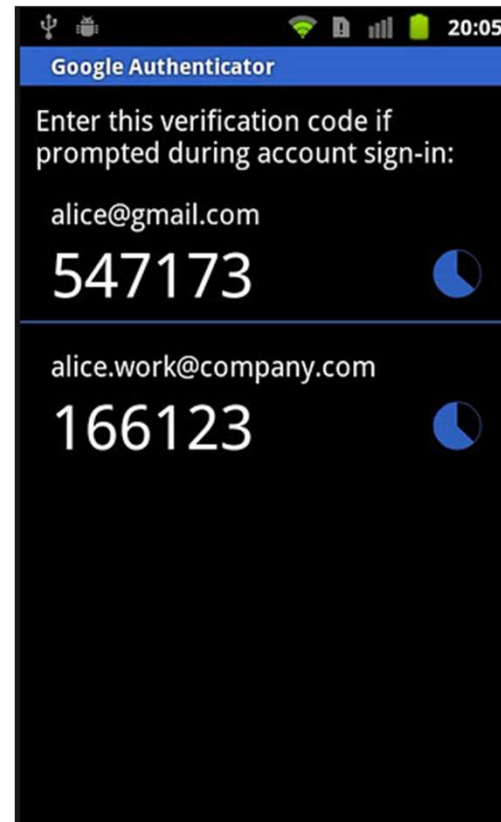 20:05
Google Authenticator
Enter this verification code if
prompted during account sign-in:
alice@gmail.com
547173
alice.work@company.com
166123